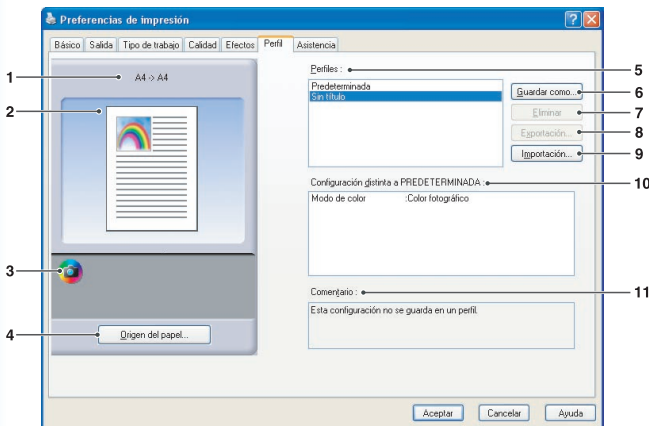 Preferencias de impresión
Básico Salida Tipo de trabajo Calidad Efectos Perfil Asistencia
1
A4 -> A4
2
3
4
Origen del papel...
Perfiles :
5
Predeterminada
Sin título
Guardar como...
6
Eliminar
7
Exportación...
8
Importación...
9
Configuración distinta a PREDETERMINADA :
10
Modo de color :Color fotográfico
Comentario :
11
Esta configuración no se guarda en un perfil.
Aceptar Cancelar Ayuda